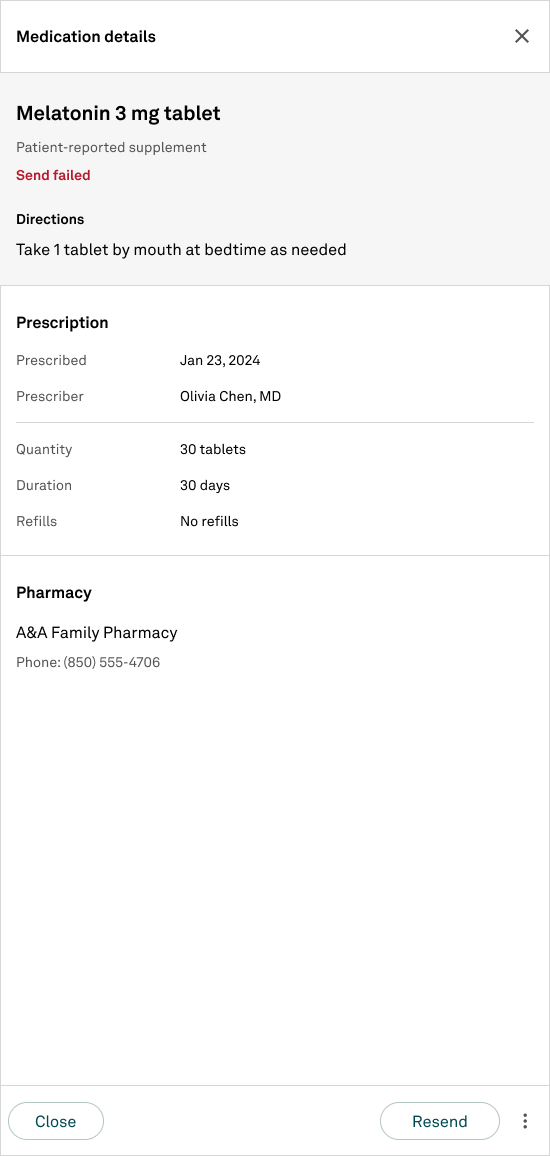 Medication details
Melatonin 3 mg tablet
Patient-reported supplement
Send failed
Directions
Take 1 tablet by mouth at bedtime as needed
Prescription
Prescribed Jan 23, 2024
Prescriber Olivia Chen, MD
Quantity 30 tablets
Duration 30 days
Refills No refills
Pharmacy
A&A Family Pharmacy
Phone: (850) 555-4706
Close Resend